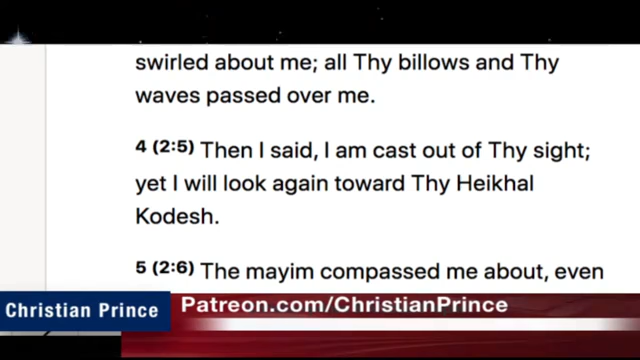 swirled about me; all Thy billows and Thy
waves passed over me.
4 (2:5) Then I said, I am cast out of Thy sight;
yet I will look again toward Thy Heikhal
Kodesh.
5 (2:6) The mayim compassed me about, even
Christian Prince
Patreon.com/ChristianPrince